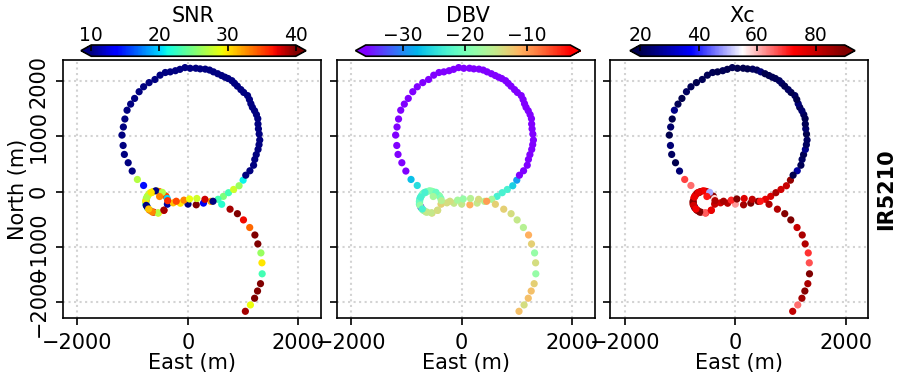 SNR DBV Xc
10 20 30 40 −30 −20 −10 20 40 60 80
2000
1000
0
−1000
−2000
North (m)
IR5210
−2000 0 2000 −2000 0 2000 −2000 0 2000
East (m) East (m) East (m)